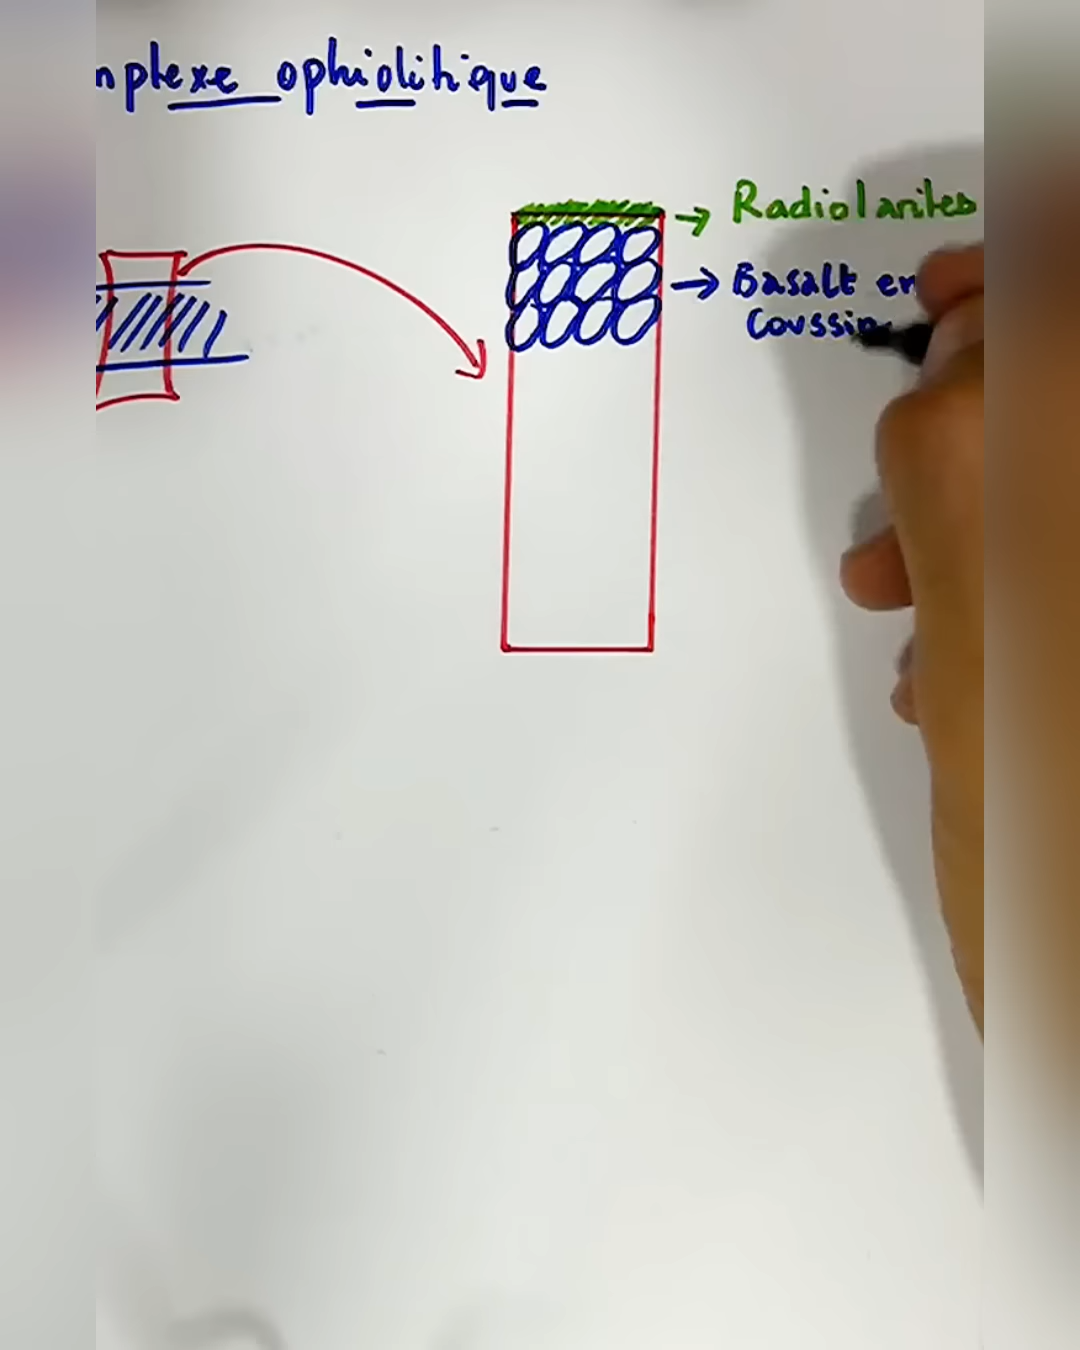 nplexe ophiolitique
Radiolarites
Basalt en
Coussin